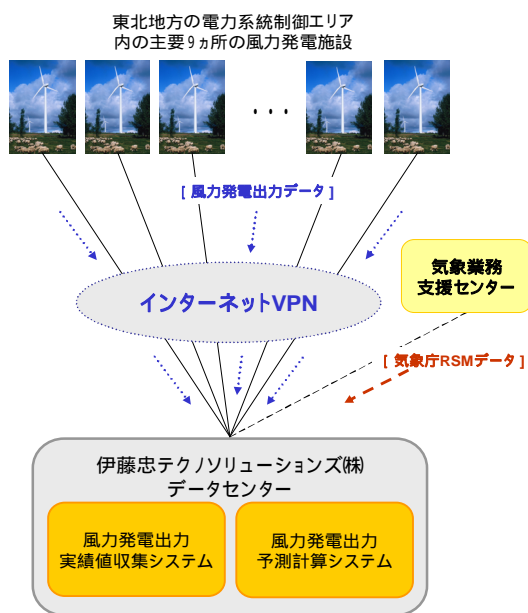 東北地方の電力系統制御エリア
内の主要9ヵ所の風力発電施設
・・・
[ 風力発電出力データ ]
インターネットVPN
気象業務
支援センター
[ 気象庁RSMデータ ]
伊藤忠テクノソリューションズ㈱
データセンター
風力発電出力
実績値収集システム
風力発電出力
予測計算システム